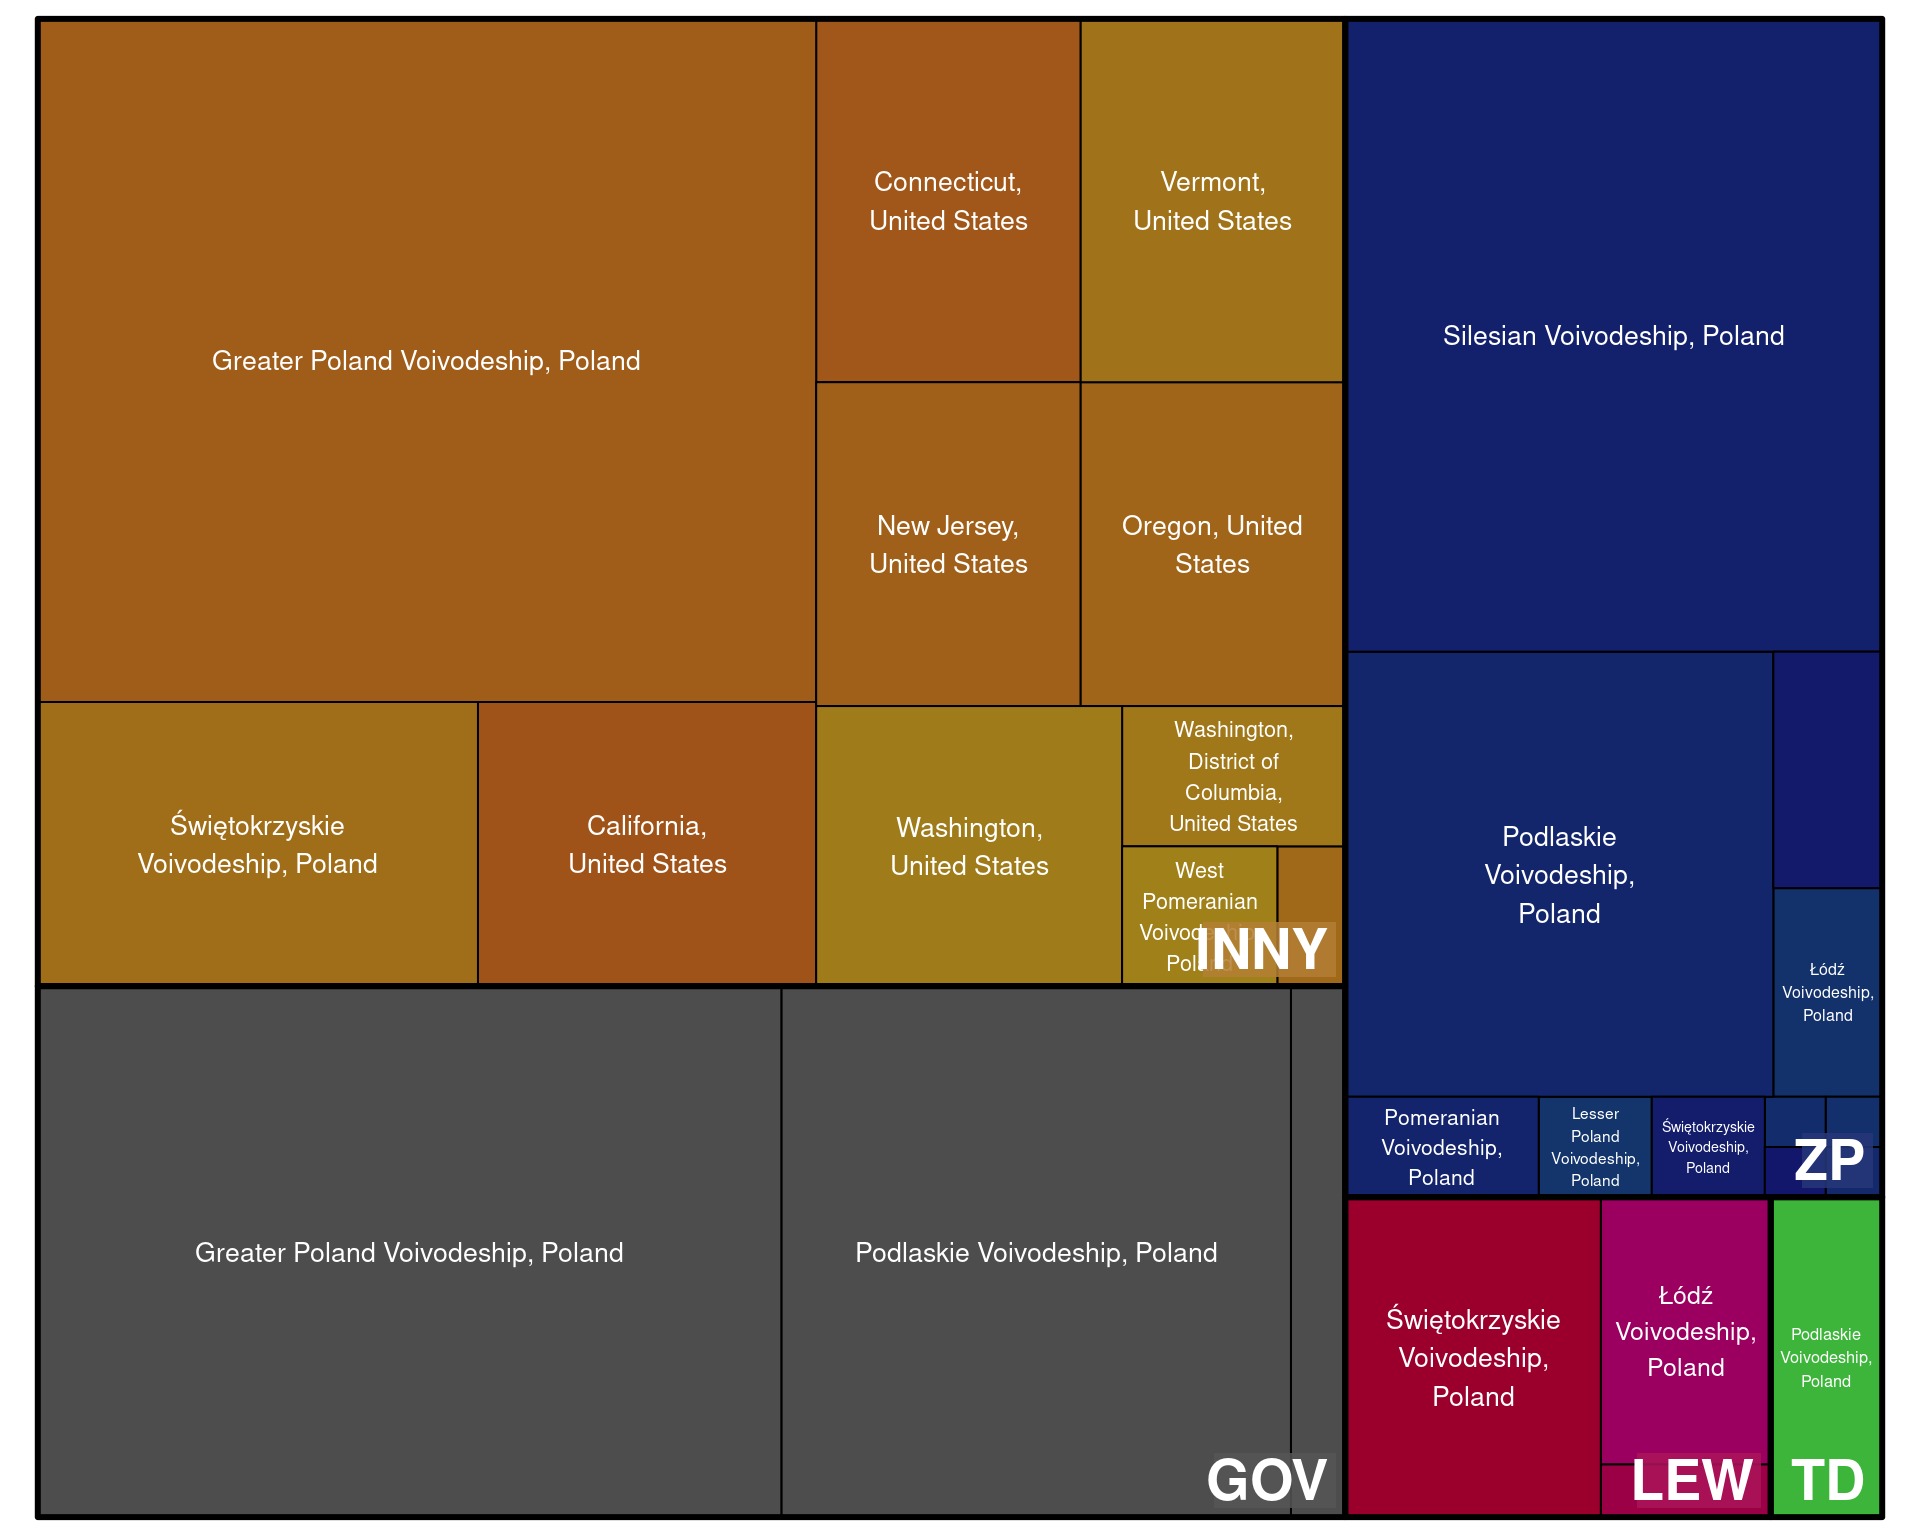 Greater Poland Voivodeship, Poland
Connecticut,
United States
Vermont,
United States
New Jersey,
United States
Oregon, United
States
Świętokrzyskie
Voivodeship, Poland
California,
United States
Washington,
United States
Washington,
District of
Columbia,
United States
West
Pomeranian
INNY
Greater Poland Voivodeship, Poland
Podlaskie Voivodeship, Poland
GOV
Silesian Voivodeship, Poland
Podlaskie
Voivodeship,
Poland
Łódź
Voivodeship,
Poland
Pomeranian
Voivodeship,
Poland
Lesser
Poland
Voivodeship,
Poland
Świętokrzyskie
Voivodeship,
Poland
ZP
Świętokrzyskie
Voivodeship,
Poland
Łódź
Voivodeship,
Poland
LEW
Podlaskie
Voivodeship,
Poland
TD